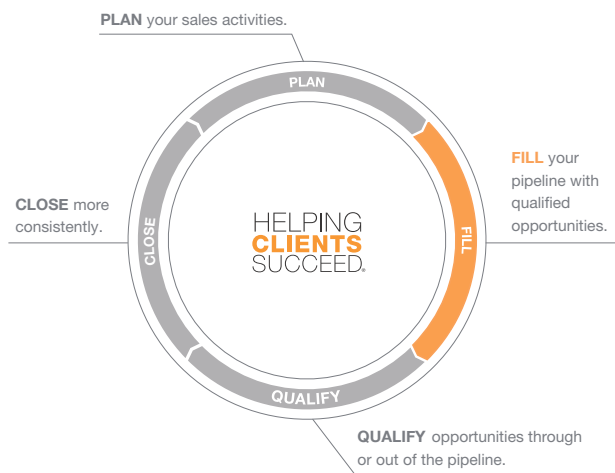 PLAN your sales activities.
PLAN
FILL your
pipeline with
qualified
opportunities.
FILL
CLOSE more
consistently.
CLOSE
HELPING
CLIENTS
SUCCEED®
QUALIFY
QUALIFY opportunities through
or out of the pipeline.